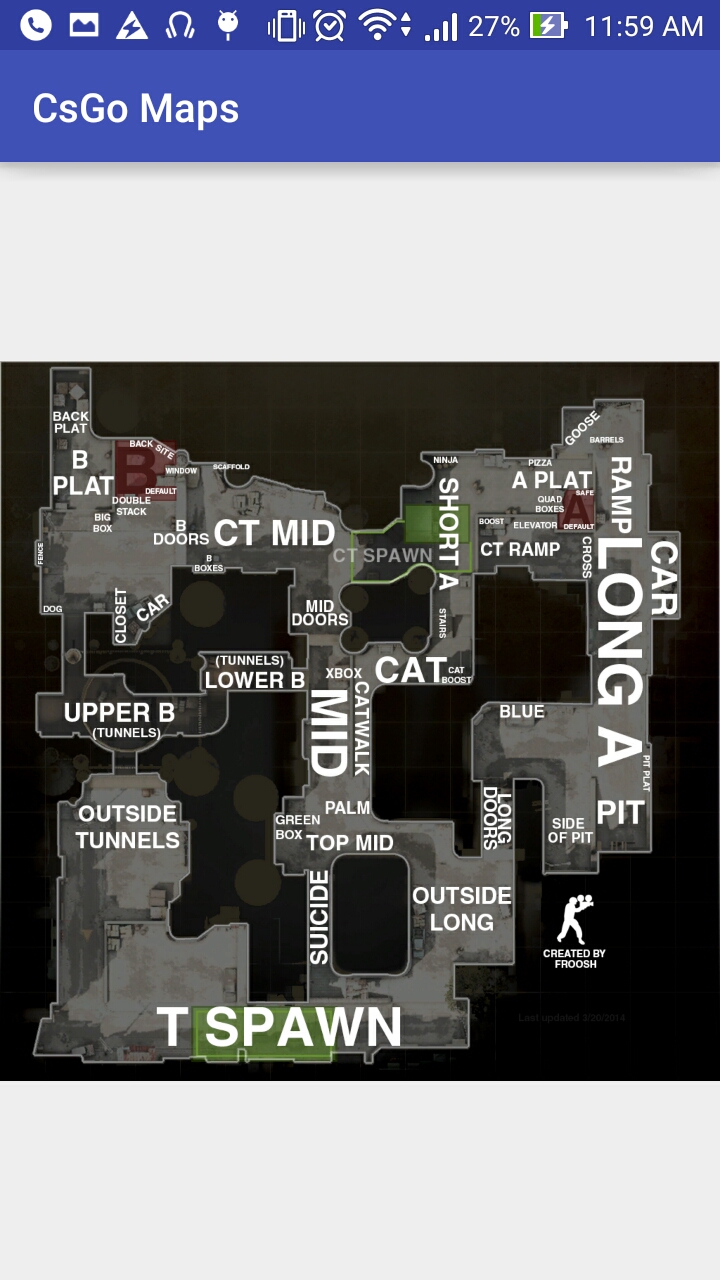 27% 11:59 AM
CsGo Maps
BACK
PLAT
GOOSE
BARRELS
BACK SITE
B
PLAT
B
WINDOW
SCAFFOLD
NINJA
PIZZA
RAMP
DEFAULT
A PLAT
SAFE
DOUBLE
STACK
QUAD
BOXES
A
BIG
BOX
B
DOORS
CT MID
SHORT A
BOOST
ELEVATOR
DEFAULT
FENCE
CT SPAWN
CT RAMP
CROSS
LONG A
CAR
B
BOXES
DOG
CLOSET
CAR
MID
DOORS
STAIRS
(TUNNELS)
LOWER B
XBOX
CAT
CAT
BOOST
UPPER B
(TUNNELS)
MID
CATWALK
BLUE
PIT PLAT
OUTSIDE
TUNNELS
PALM
GREEN
BOX
TOP MID
LONG
DOORS
SIDE
OF PIT
PIT
SUICIDE
OUTSIDE
LONG
CREATED BY
FROOSH
Last updated 3/20/2014
T SPAWN